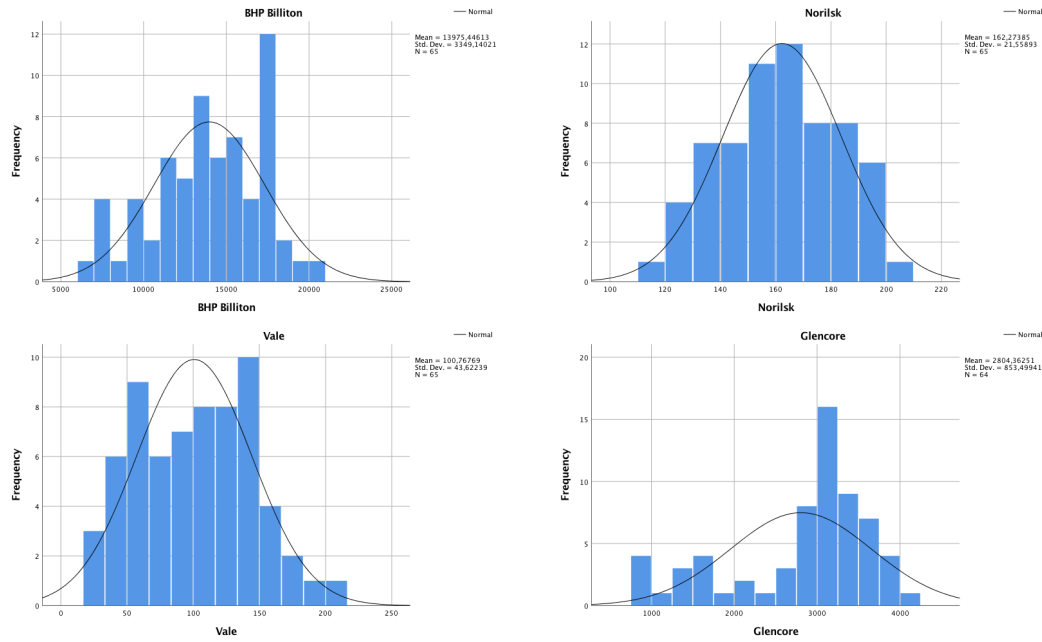 BHP Billiton
Normal
Mean = 13975,44613
Std. Dev. = 3349,14021
N = 65
12
10
8
6
4
2
0
Frequency
5000
10000
15000
20000
25000
BHP Billiton
Norilsk
Normal
Mean = 162,27385
Std. Dev. = 21,55893
N = 65
12
10
8
6
4
2
0
Frequency
100
120
140
160
180
200
220
Norilsk
Vale
Normal
Mean = 100,76769
Std. Dev. = 43,62239
N = 65
10
8
6
4
2
0
Frequency
0
50
100
150
200
250
Vale
Glencore
Normal
Mean = 2804,36251
Std. Dev. = 853,49941
N = 64
20
15
10
5
0
Frequency
1000
2000
3000
4000
Glencore